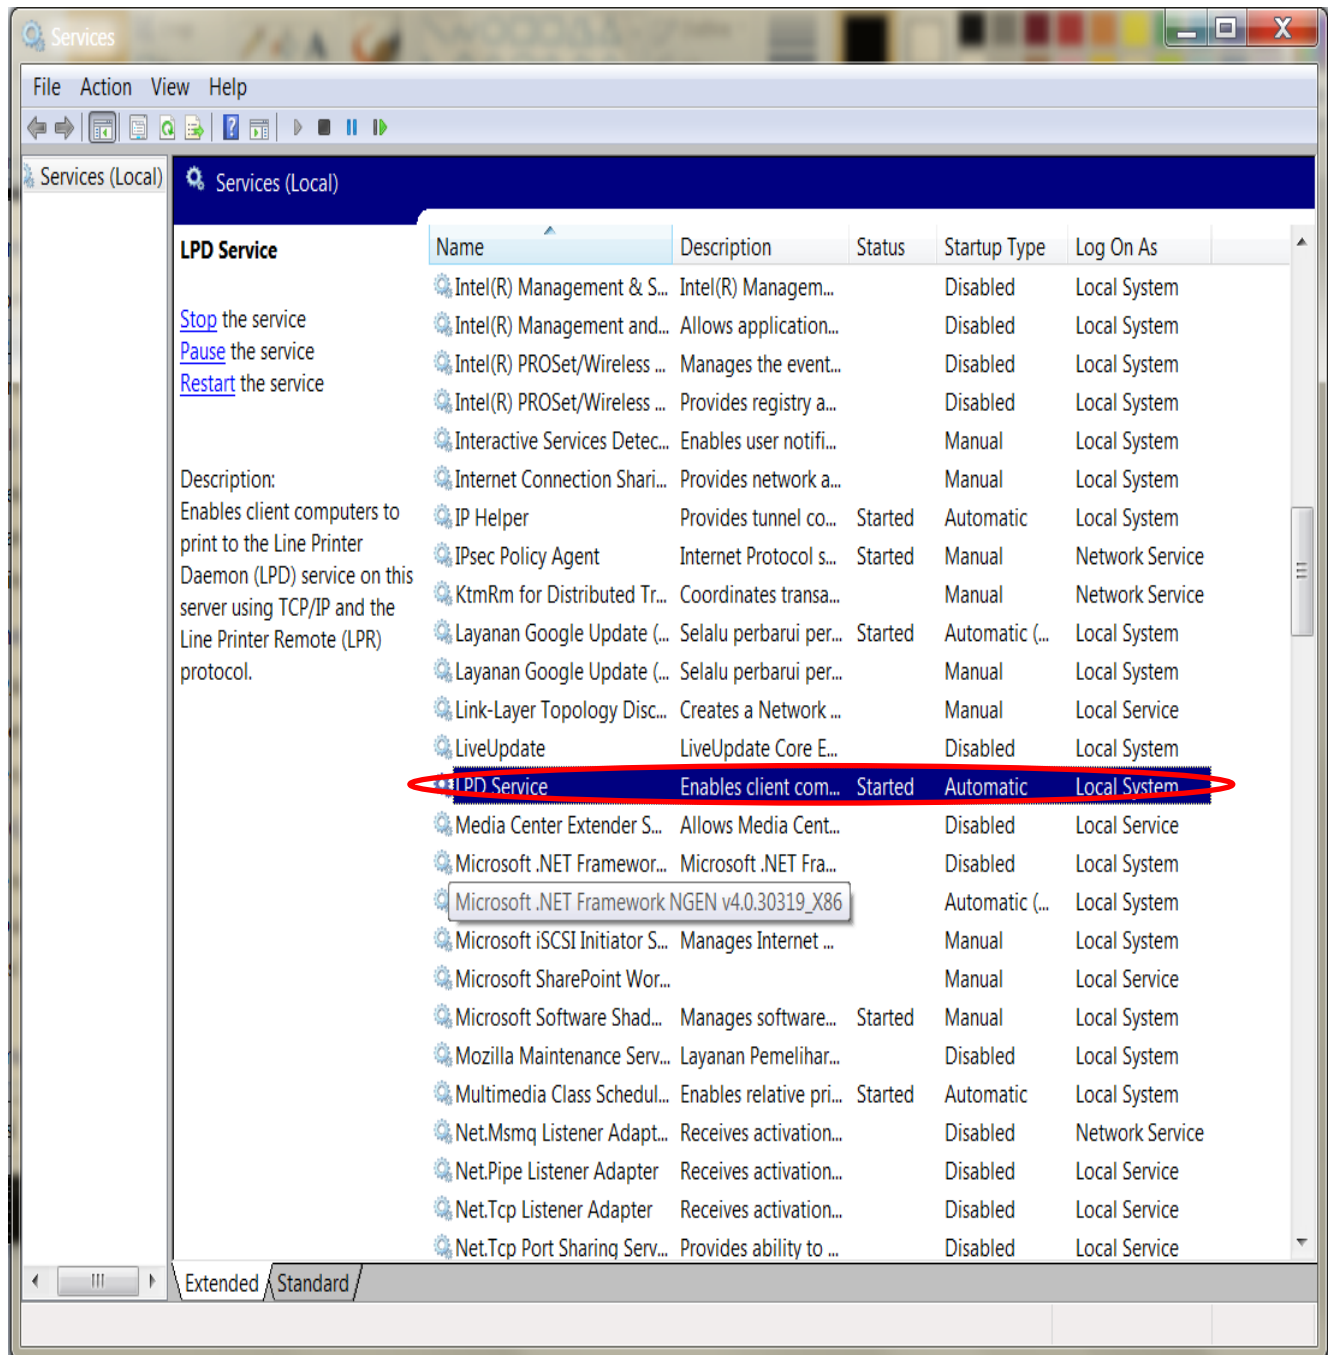 Services
File Action View Help
Services (Local)
Services (Local)
LPD Service
Stop the service
Pause the service
Restart the service
Description:
Enables client computers to
print to the Line Printer
Daemon (LPD) service on this
server using TCP/IP and the
Line Printer Remote (LPR)
protocol.
Name Description Status Startup Type Log On As
Intel(R) Management & S... Intel(R) Managem... Disabled Local System
Intel(R) Management and... Allows application... Disabled Local System
Intel(R) PROSet/Wireless ... Manages the event... Disabled Local System
Intel(R) PROSet/Wireless ... Provides registry a... Disabled Local System
Interactive Services Detec... Enables user notifi... Manual Local System
Internet Connection Shari... Provides network a... Manual Local System
IP Helper Provides tunnel co... Started Automatic Local System
IPsec Policy Agent Internet Protocol s... Started Manual Network Service
KtmRm for Distributed Tr... Coordinates transa... Manual Network Service
Layanan Google Update (... Selalu perbarui per... Started Automatic (... Local System
Layanan Google Update (... Selalu perbarui per... Manual Local System
Link-Layer Topology Disc... Creates a Network ... Manual Local Service
LiveUpdate LiveUpdate Core E... Disabled Local System
LPD Service Enables client com... Started Automatic Local System
Media Center Extender S... Allows Media Cent... Disabled Local Service
Microsoft .NET Framewor... Microsoft .NET Fra... Disabled Local System
Microsoft .NET Framework NGEN v4.0.30319_X86 Automatic (... Local System
Microsoft iSCSI Initiator S... Manages Internet ... Manual Local System
Microsoft SharePoint Wor... Manual Local Service
Microsoft Software Shad... Manages software... Started Manual Local System
Mozilla Maintenance Serv... Layanan Pemelihar... Disabled Local System
Multimedia Class Schedul... Enables relative pri... Started Automatic Local System
Net.Msmq Listener Adapt... Receives activation... Disabled Network Service
Net.Pipe Listener Adapter Receives activation... Disabled Local Service
Net.Tcp Listener Adapter Receives activation... Disabled Local Service
Net.Tcp Port Sharing Serv... Provides ability to ... Disabled Local Service
Extended Standard